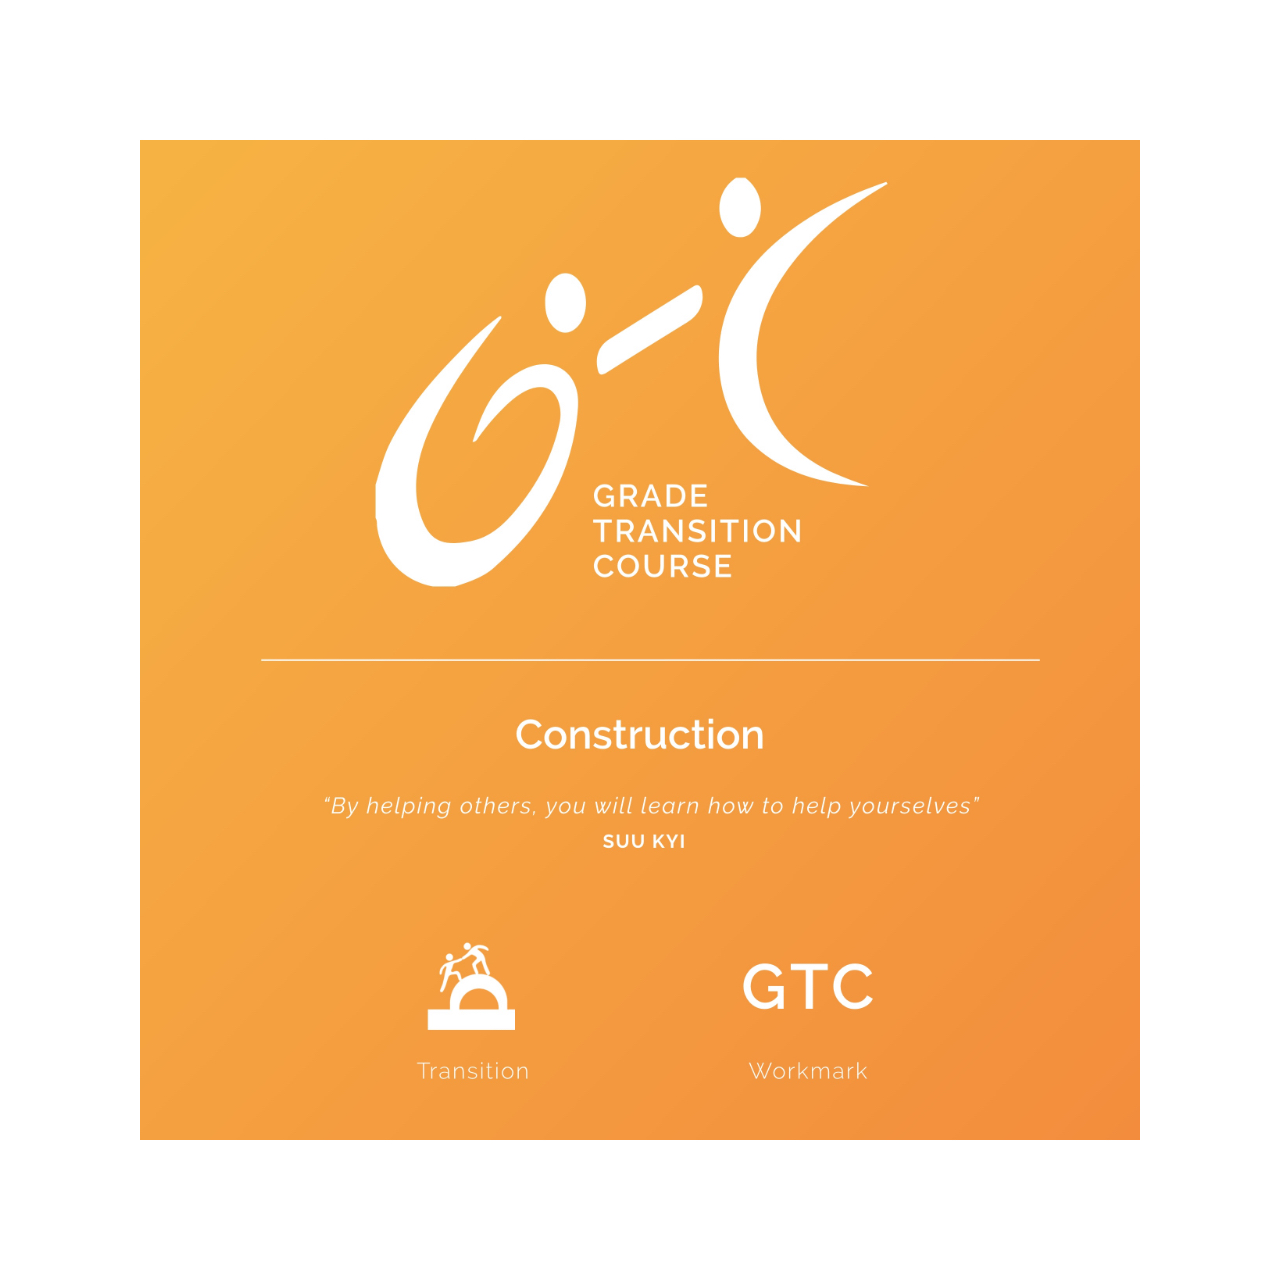 GRADE
TRANSITION
COURSE
Construction
“By helping others, you will learn how to help yourselves”
SUU KYI
GTC
Transition
Workmark